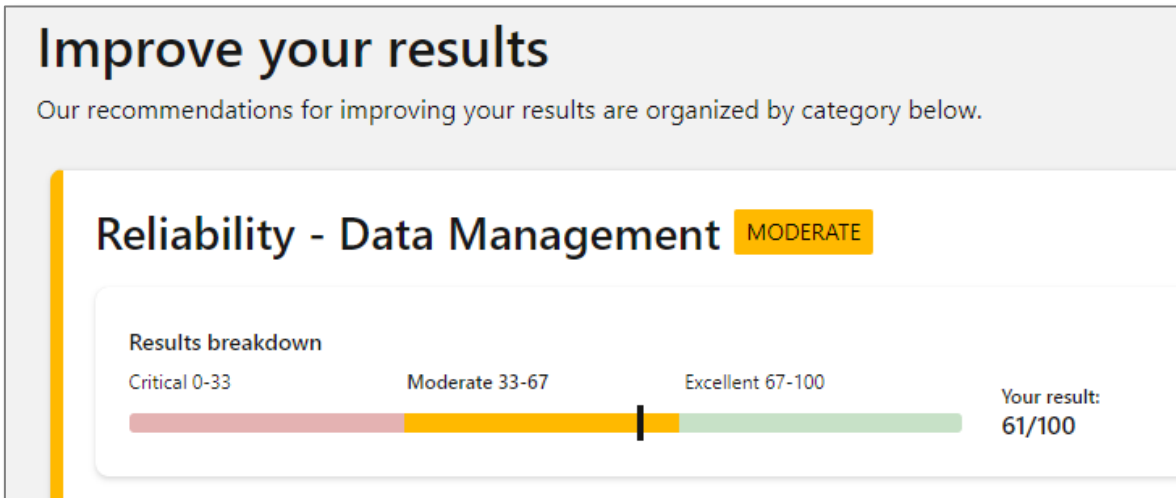 Improve your results
Our recommendations for improving your results are organized by category below.
Reliability - Data Management MODERATE
Results breakdown
Critical 0-33 Moderate 33-67 Excellent 67-100
Your result:
61/100